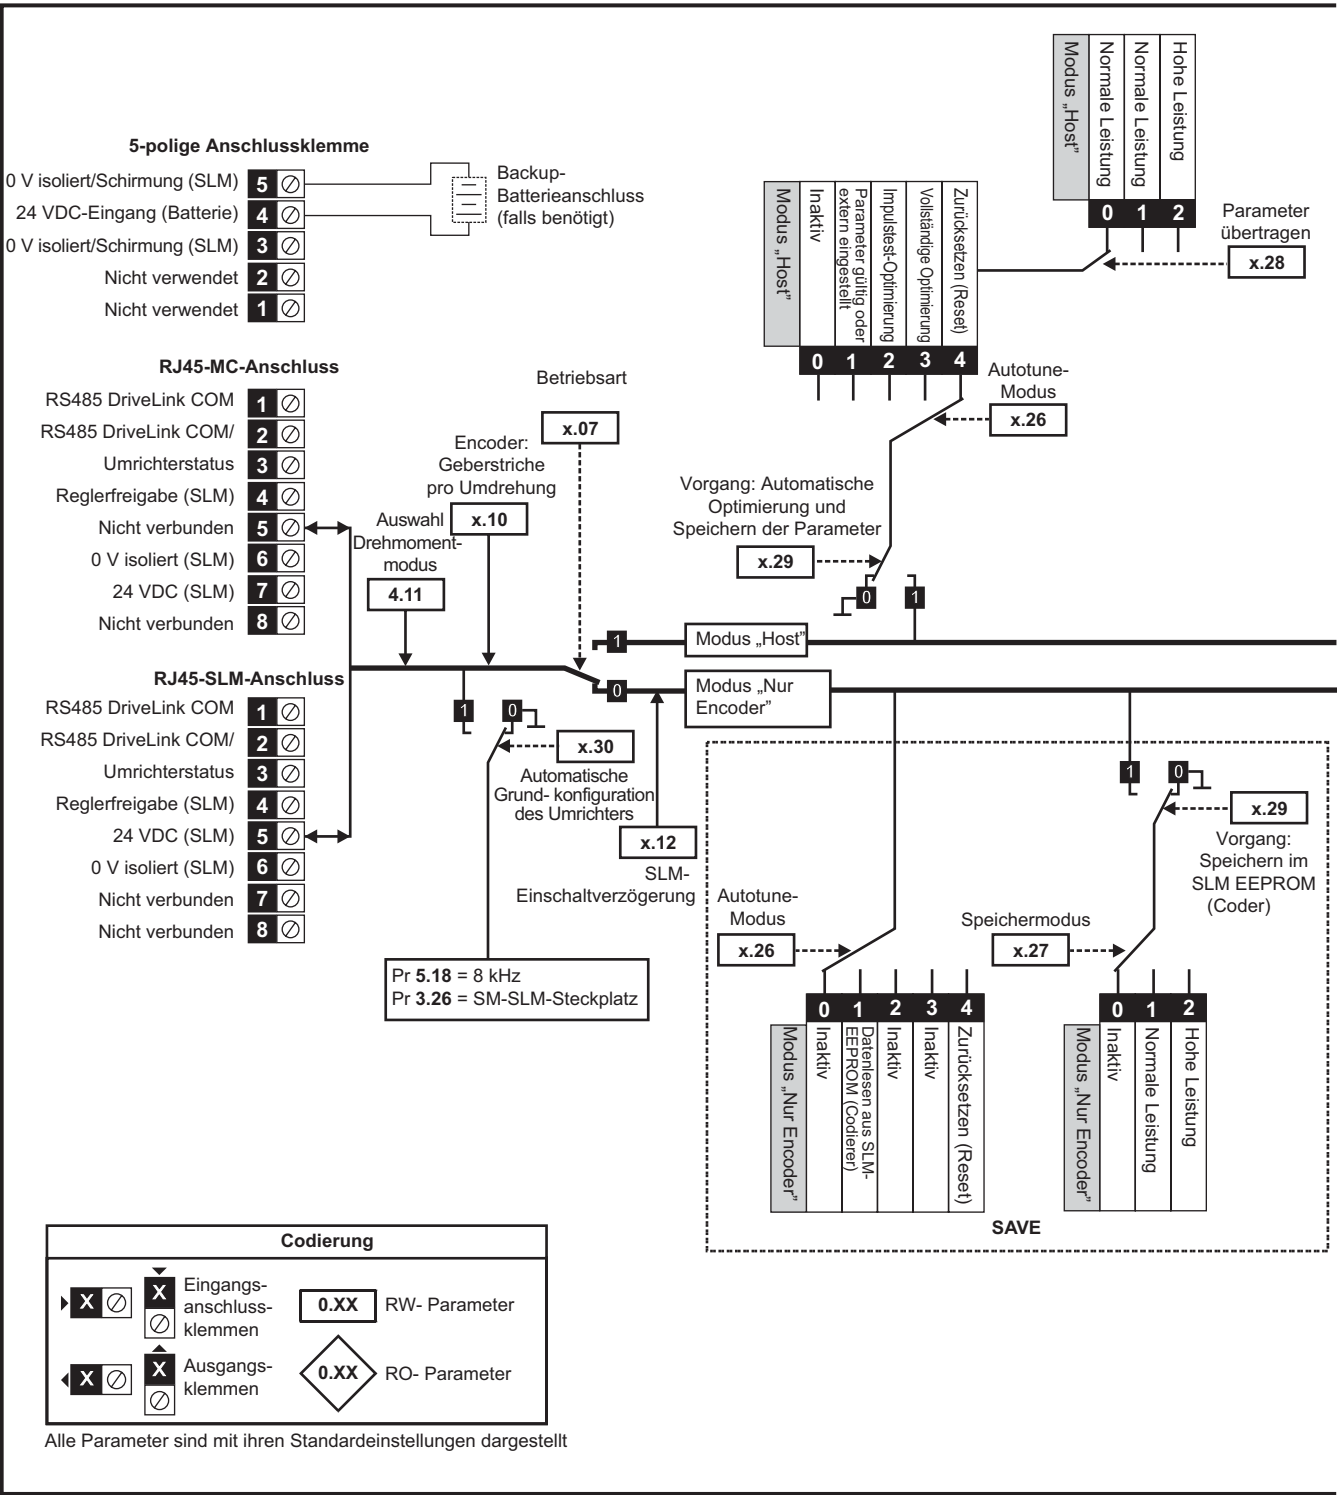 5-polige Anschlussklemme
0 V isoliert/Schirmung (SLM) 5
24 VDC-Eingang (Batterie) 4
0 V isoliert/Schirmung (SLM) 3
Nicht verwendet 2
Nicht verwendet 1
Backup-
Batterieanschluss
(falls benötigt)
RJ45-MC-Anschluss
RS485 DriveLink COM 1
RS485 DriveLink COM/ 2
Umrichterstatus 3
Reglerfreigabe (SLM) 4
Nicht verbunden 5
0 V isoliert (SLM) 6
24 VDC (SLM) 7
Nicht verbunden 8
RJ45-SLM-Anschluss
RS485 DriveLink COM 1
RS485 DriveLink COM/ 2
Umrichterstatus 3
Reglerfreigabe (SLM) 4
24 VDC (SLM) 5
0 V isoliert (SLM) 6
Nicht verbunden 7
Nicht verbunden 8
Auswahl
Drehmoment-
modus
4.11
Encoder:
Geberstriche
pro Umdrehung
x.10
Betriebsart
x.07
1
0
1
0
x.30
Automatische
Grund- konfiguration
des Umrichters
x.12
SLM-
Einschaltverzögerung
Pr 5.18 = 8 kHz
Pr 3.26 = SM-SLM-Steckplatz
Modus „Host"
Modus „Nur
Encoder”
Modus „Host"
Normale Leistung
Normale Leistung
Hohe Leistung
0 1 2
Parameter
übertragen
x.28
Modus „Host"
Inaktiv
Parameter gültig oder
extern eingestellt
Impulstest-Optimierung
Vollständige Optimierung
Zurücksetzen (Reset)
0 1 2 3 4
Autotune-
Modus
x.26
Vorgang: Automatische
Optimierung und
Speichern der Parameter
x.29
0
1
1
0
x.29
Vorgang:
Speichern im
SLM EEPROM
(Coder)
Autotune-
Modus
x.26
Speichermodus
x.27
0 1 2 3 4
Modus „Nur Encoder”
Inaktiv
Datenlesen aus SLM-
EEPROM (Codierer)
Inaktiv
Inaktiv
Zurücksetzen (Reset)
0 1 2
Modus „Nur Encoder”
Inaktiv
Normale Leistung
Hohe Leistung
SAVE
Codierung
X
X
Eingangs-
anschluss-
klemmen
0.XX
RW- Parameter
X
X
Ausgangs-
klemmen
0.XX
RO- Parameter
Alle Parameter sind mit ihren Standardeinstellungen dargestellt